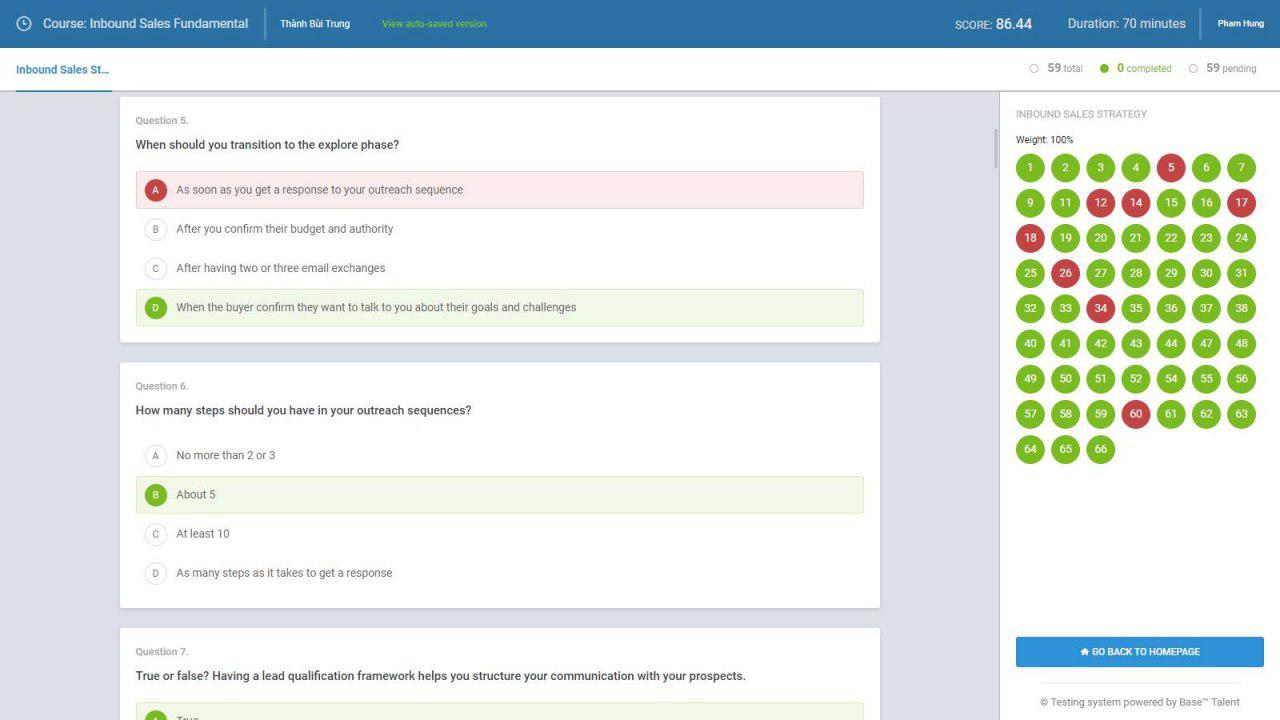 Course: Inbound Sales Fundamental Thành Bùi Trung View auto-saved version SCORE: 86.44 Duration: 70 minutes Pham Hung
Inbound Sales St... 59 total 0 completed 59 pending
Question 5.
When should you transition to the explore phase?
A As soon as you get a response to your outreach sequence
B After you confirm their budget and authority
C After having two or three email exchanges
D When the buyer confirm they want to talk to you about their goals and challenges
Question 6.
How many steps should you have in your outreach sequences?
A No more than 2 or 3
B About 5
C At least 10
D As many steps as it takes to get a response
Question 7.
True or false? Having a lead qualification framework helps you structure your communication with your prospects.
A True
INBOUND SALES STRATEGY
Weight: 100%
1 2 3 4 5 6 7
9 11 12 14 15 16 17
18 19 20 21 22 23 24
25 26 27 28 29 30 31
32 33 34 35 36 37 38
40 41 42 43 44 47 48
49 50 51 52 54 55 56
57 58 59 60 61 62 63
64 65 66
GO BACK TO HOMEPAGE
© Testing system powered by Base™ Talent